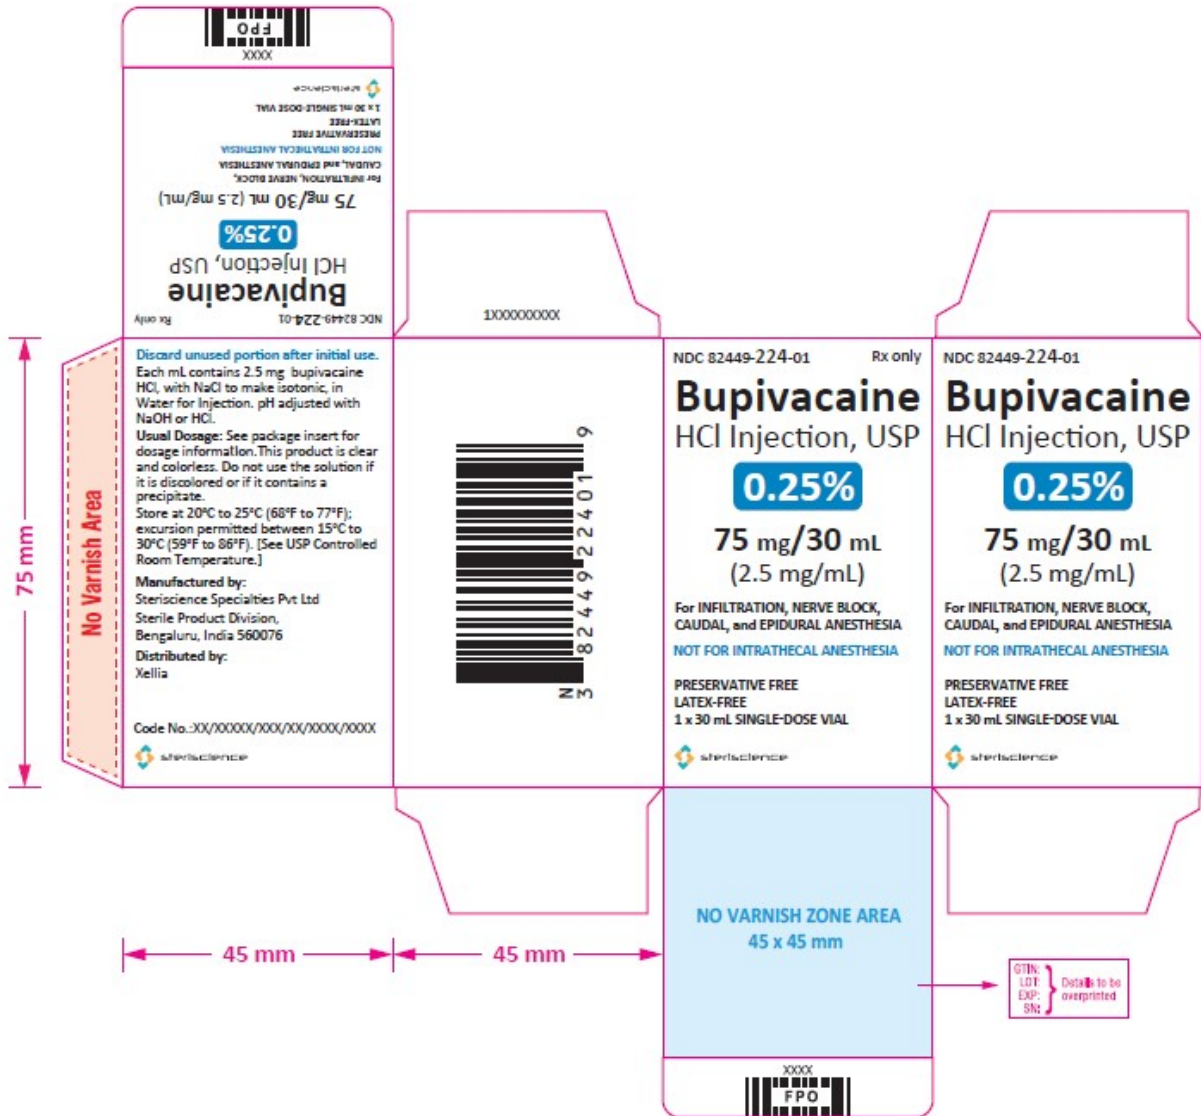 FPO
XXXX
steriscience
1 x 30 mL SINGLE-DOSE VIAL
LATEX-FREE
PRESERVATIVE FREE
NOT FOR INTRATHECAL ANESTHESIA
CAUDAL, and EPIDURAL ANESTHESIA
For INFILTRATION, NERVE BLOCK,
75 mg/30 mL (2.5 mg/mL)
0.25%
HCl Injection, USP
Bupivacaine
NDC 82449-224-01 Rx only
1XXXXXXXXX
75 mm
No Varnish Area
Discard unused portion after initial use.
Each mL contains 2.5 mg bupivacaine
HCl, with NaCl to make isotonic, in
Water for Injection. pH adjusted with
NaOH or HCl.
Usual Dosage: See package insert for
dosage information.This product is clear
and colorless. Do not use the solution if
it is discolored or if it contains a
precipitate.
Store at 20°C to 25°C (68°F to 77°F);
excursion permitted between 15°C to
30°C (59°F to 86°F). [See USP Controlled
Room Temperature.]
Manufactured by:
Steriscience Specialties Pvt Ltd
Sterile Product Division,
Bengaluru, India 560076
Distributed by:
Xellia
Code No.:XX/XXXXX/XXX/XX/XXXX/XXXX
steriscience
N
3 82449 22401 9
NDC 82449-224-01 Rx only
Bupivacaine
HCl Injection, USP
0.25%
75 mg/30 mL
(2.5 mg/mL)
For INFILTRATION, NERVE BLOCK,
CAUDAL, and EPIDURAL ANESTHESIA
NOT FOR INTRATHECAL ANESTHESIA
PRESERVATIVE FREE
LATEX-FREE
1 x 30 mL SINGLE-DOSE VIAL
steriscience
NDC 82449-224-01
Bupivacaine
HCl Injection, USP
0.25%
75 mg/30 mL
(2.5 mg/mL)
For INFILTRATION, NERVE BLOCK,
CAUDAL, and EPIDURAL ANESTHESIA
NOT FOR INTRATHECAL ANESTHESIA
PRESERVATIVE FREE
LATEX-FREE
1 x 30 mL SINGLE-DOSE VIAL
steriscience
45 mm
45 mm
NO VARNISH ZONE AREA
45 x 45 mm
GTIN:
LOT:
EXP:
SN:
Details to be
overprinted
XXXX
FPO